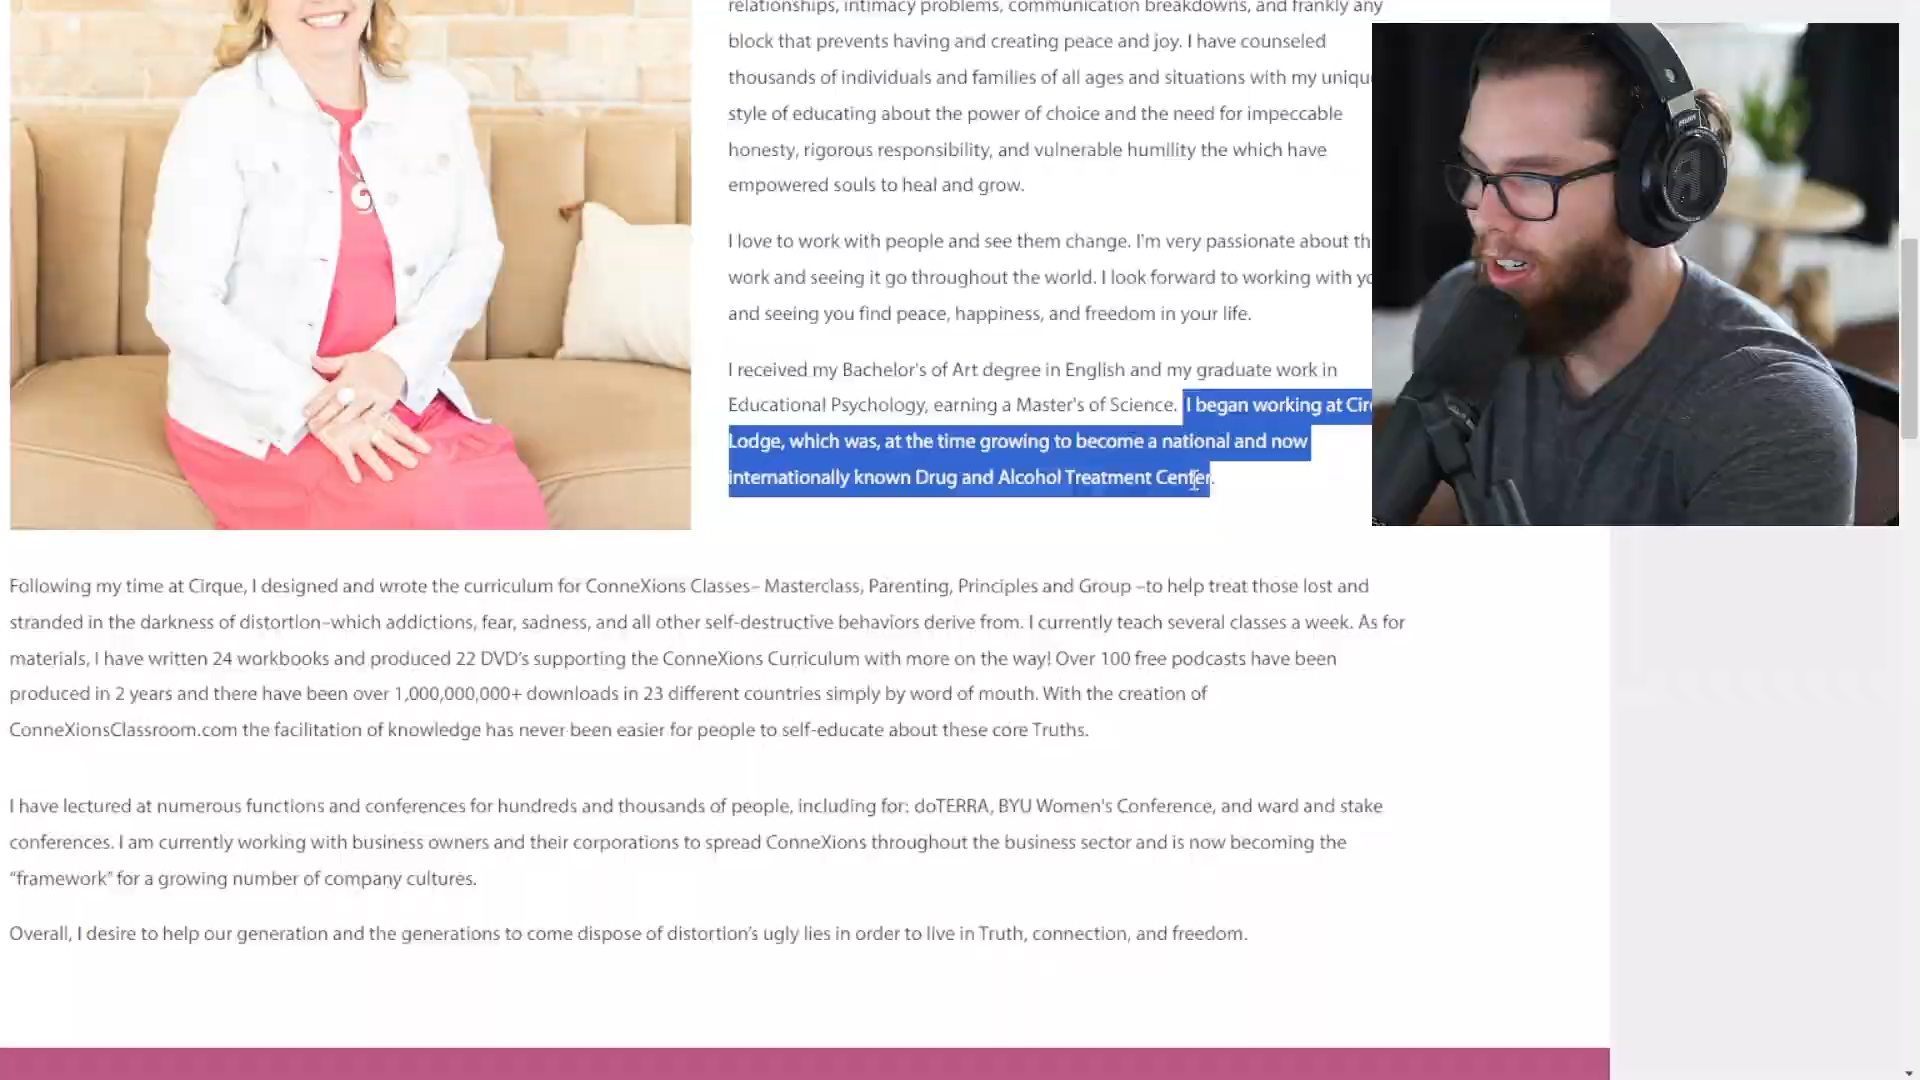 relationships, intimacy problems, communication breakdowns, and frankly any
block that prevents having and creating peace and joy. I have counseled
thousands of individuals and families of all ages and situations with my
style of educating about the power of choice and the need for impeccable
honesty, rigorous responsibility, and vulnerable humility the which have
empowered souls to heal and grow.
I love to work with people and see them change. I'm very passionate about
work and seeing it go throughout the world. I look forward to working with
and seeing you find peace, happiness, and freedom in your life.
I received my Bachelor's of Art degree in English and my graduate work in
Educational Psychology, earning a Master's of Science. I began working at
Lodge, which was, at the time growing to become a national and now
internationally known Drug and Alcohol Treatment Center.
Following my time at Cirque, I designed and wrote the curriculum for ConneXions Classes– Masterclass, Parenting, Principles and Group –to help treat those lost and
stranded in the darkness of distortion–which addictions, fear, sadness, and all other self-destructive behaviors derive from. I currently teach several classes a week. As for
materials, I have written 24 workbooks and produced 22 DVD's supporting the ConneXions Curriculum with more on the way! Over 100 free podcasts have been
produced in 2 years and there have been over 1,000,000,000+ downloads in 23 different countries simply by word of mouth. With the creation of
ConneXionsClassroom.com the facilitation of knowledge has never been easier for people to self-educate about these core Truths.
I have lectured at numerous functions and conferences for hundreds and thousands of people, including for: doTERRA, BYU Women's Conference, and ward and stake
conferences. I am currently working with business owners and their corporations to spread ConneXions throughout the business sector and is now becoming the
"framework" for a growing number of company cultures.
Overall, I desire to help our generation and the generations to come dispose of distortion's ugly lies in order to live in Truth, connection, and freedom.